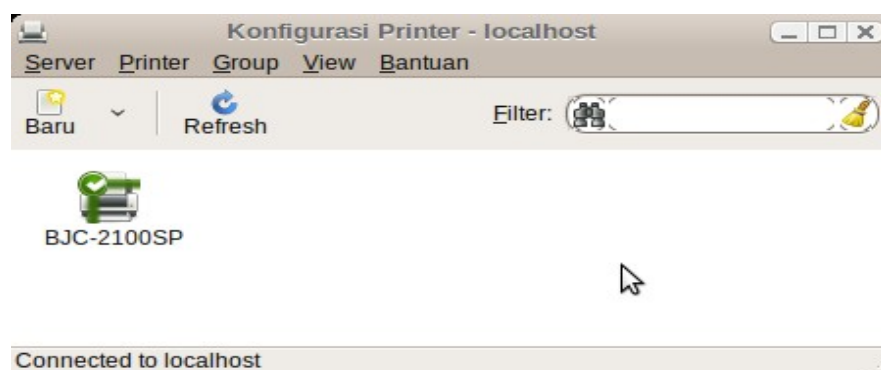 Konfigurasi Printer - localhost
Server Printer Group View Bantuan
Baru Refresh Filter:
BJC-2100SP
Connected to localhost